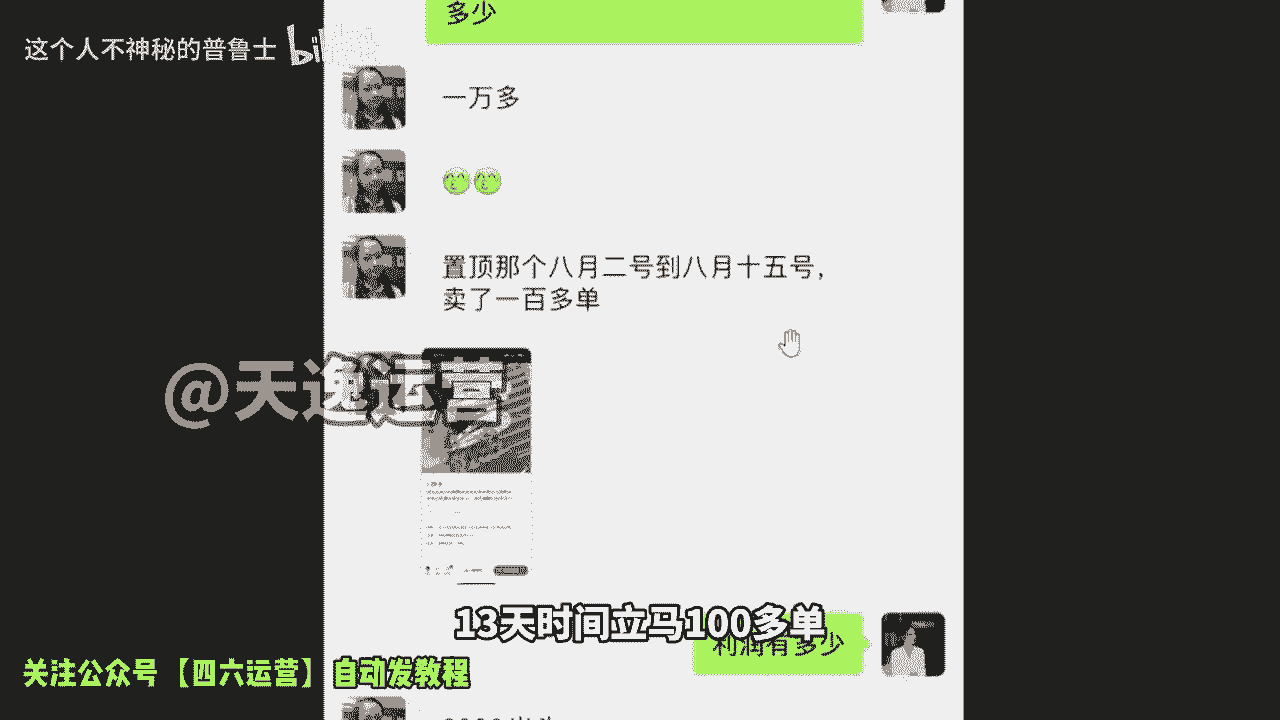 多少
这个人不神秘的普鲁士
一万多
置顶那个八月二号到八月十五号，
卖了一百多单
@天逸运营
13天时间立马100多单
利润有多少
关注公众号【四六运营】自动发教程